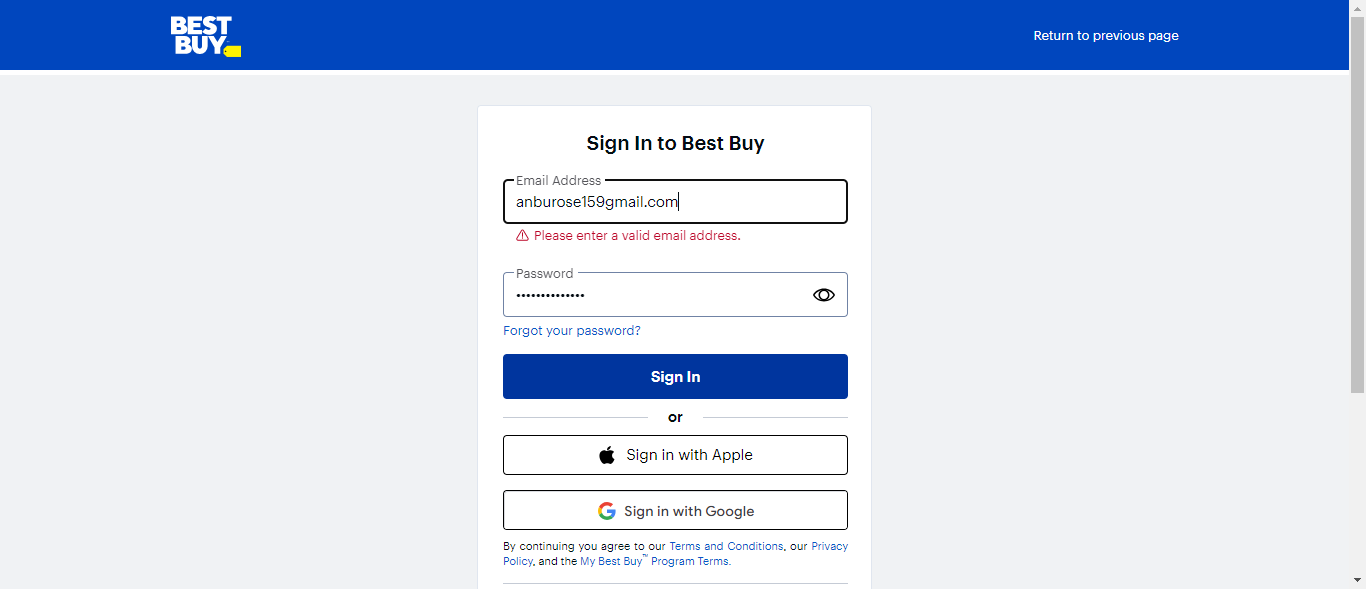 BEST
BUY
Return to previous page
Sign In to Best Buy
Email Address
anburose159gmail.com
Please enter a valid email address.
Password
••••••••••••••
Forgot your password?
Sign In
or
Sign in with Apple
Sign in with Google
By continuing you agree to our Terms and Conditions, our Privacy
Policy, and the My Best Buy™ Program Terms.